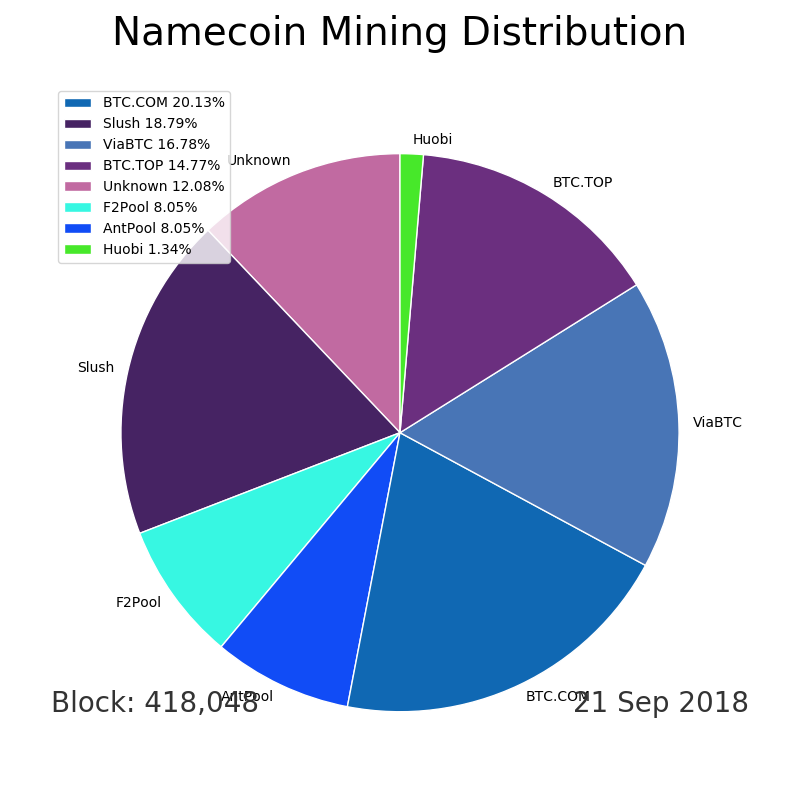 Namecoin Mining Distribution
BTC.COM 20.13%
Slush 18.79%
ViaBTC 16.78%
BTC.TOP 14.77%
Unknown 12.08%
F2Pool 8.05%
AntPool 8.05%
Huobi 1.34%
Huobi
Unknown
BTC.TOP
Slush
ViaBTC
F2Pool
AntPool
BTC.COM
Block: 418,048
21 Sep 2018